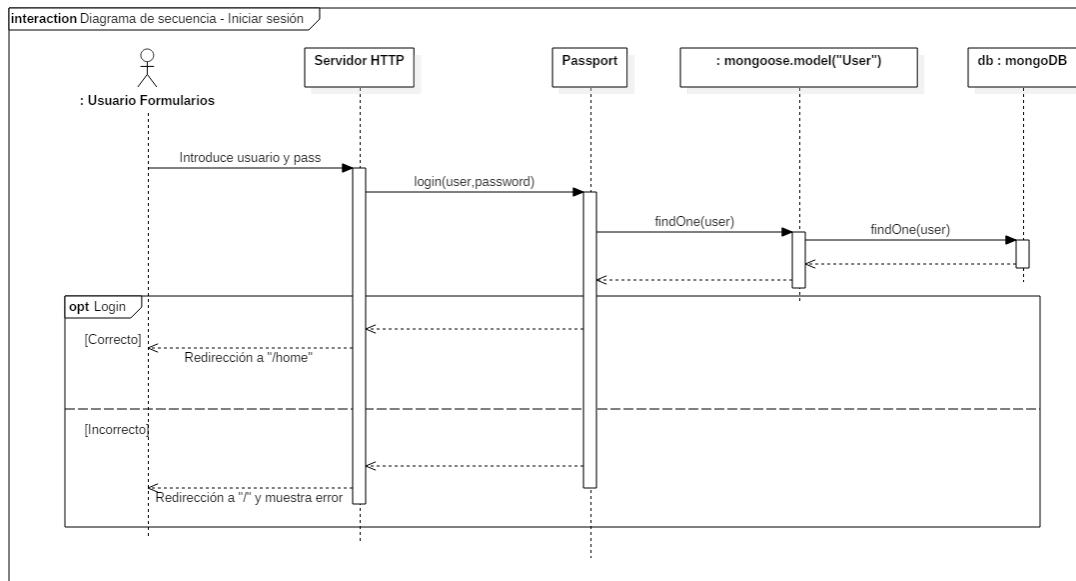 interaction Diagrama de secuencia - Iniciar sesión
Servidor HTTP
Passport
: mongoose.model("User")
db : mongoDB
: Usuario Formularios
Introduce usuario y pass
login(user,password)
findOne(user)
findOne(user)
opt Login
[Correcto]
Redirección a "/home"
[Incorrecto]
Redirección a "/" y muestra error